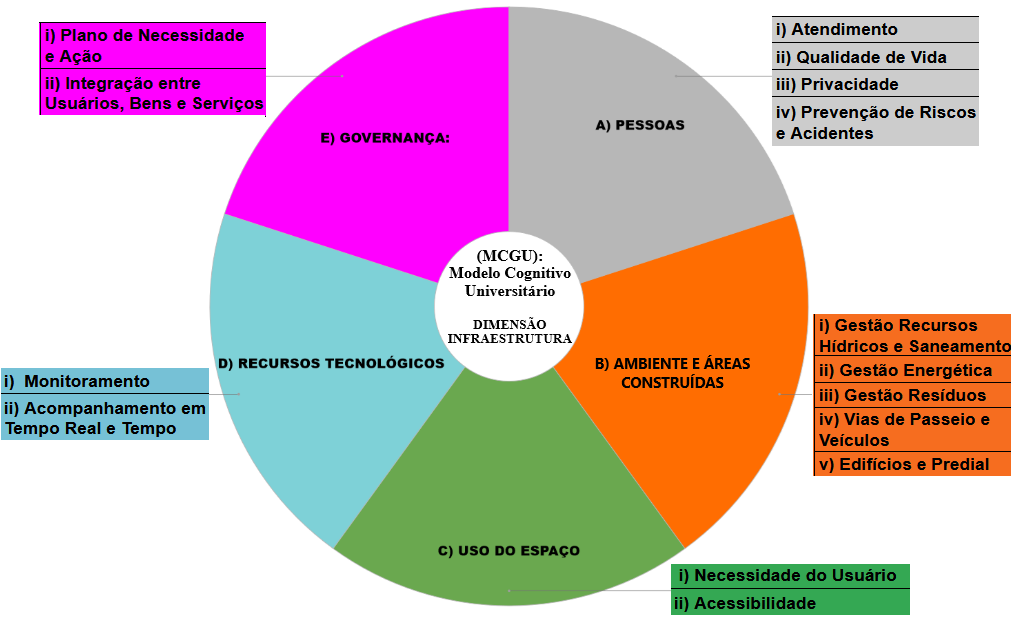 i) Plano de Necessidade
e Ação
ii) Integração entre
Usuários, Bens e Serviços
E) GOVERNANÇA:
A) PESSOAS
i) Atendimento
ii) Qualidade de Vida
iii) Privacidade
iv) Prevenção de Riscos
e Acidentes
(MCGU):
Modelo Cognitivo
Universitário
DIMENSÃO
INFRAESTRUTURA
D) RECURSOS TECNOLÓGICOS
i) Monitoramento
ii) Acompanhamento em
Tempo Real e Tempo
B) AMBIENTE E ÁREAS
CONSTRUÍDAS
i) Gestão Recursos
Hídricos e Saneamento
ii) Gestão Energética
iii) Gestão Resíduos
iv) Vias de Passeio e
Veículos
v) Edifícios e Predial
C) USO DO ESPAÇO
i) Necessidade do Usuário
ii) Acessibilidade